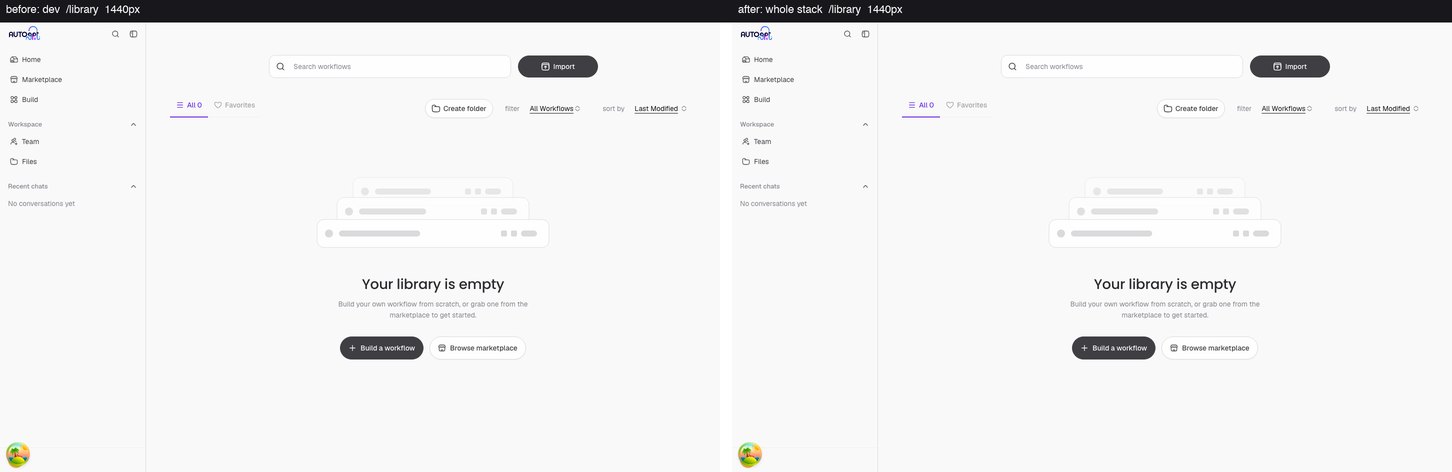 before: dev /library 1440px
AUTOGPT
Home
Marketplace
Build
Workspace
Team
Files
Recent chats
No conversations yet
Search workflows
Import
All 0 Favorites
Create folder filter All Workflows sort by Last Modified
Your library is empty
Build your own workflow from scratch, or grab one from the
marketplace to get started.
Build a workflow Browse marketplace
after: whole stack /library 1440px
AUTOGPT
Home
Marketplace
Build
Workspace
Team
Files
Recent chats
No conversations yet
Search workflows
Import
All 0 Favorites
Create folder filter All Workflows sort by Last Modified
Your library is empty
Build your own workflow from scratch, or grab one from the
marketplace to get started.
Build a workflow Browse marketplace